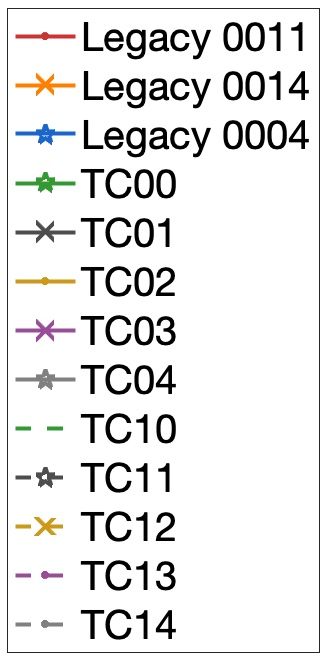 Legacy 0011
Legacy 0014
Legacy 0004
TC00
TC01
TC02
TC03
TC04
TC10
TC11
TC12
TC13
TC14